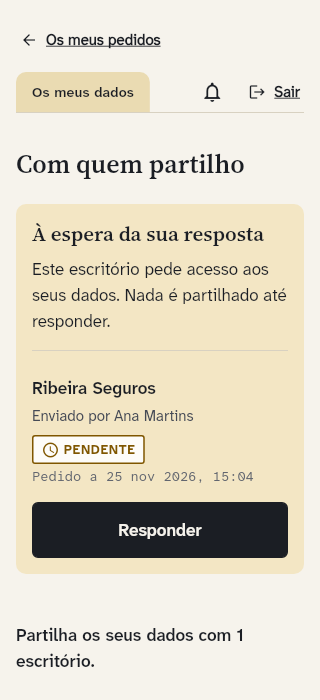 Os meus pedidos
Os meus dados
Sair
Com quem partilho
À espera da sua resposta
Este escritório pede acesso aos
seus dados. Nada é partilhado até
responder.
Ribeira Seguros
Enviado por Ana Martins
PENDENTE
Pedido a 25 nov 2026, 15:04
Responder
Partilha os seus dados com 1
escritório.